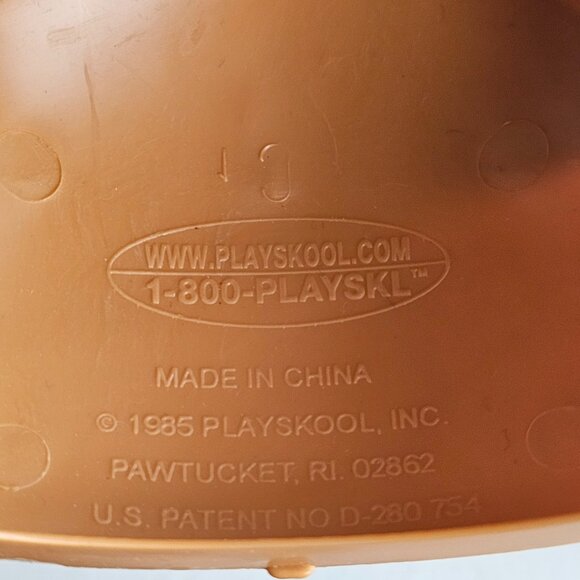 WWW.PLAYSKOOL.COM
1-800-PLAYSKL™
MADE IN CHINA
© 1985 PLAYSKOOL, INC.
PAWTUCKET, RI. 02862
U.S. PATENT NO D-280 754